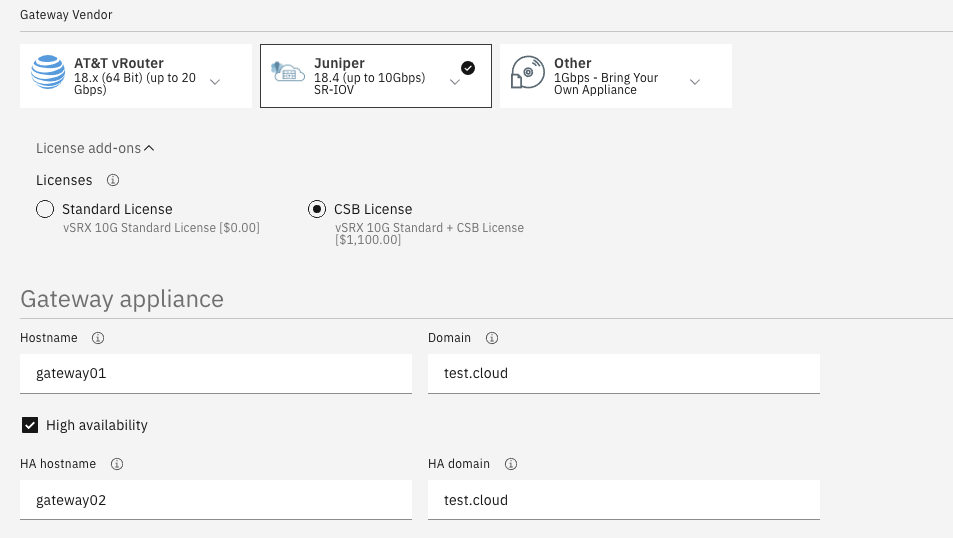 Gateway Vendor
AT&T vRouter
18.x (64 Bit) (up to 20
Gbps)
Juniper
18.4 (up to 10Gbps)
SR-IOV
Other
1Gbps - Bring Your
Own Appliance
License add-ons
Licenses
Standard License
vSRX 10G Standard License [$0.00]
CSB License
vSRX 10G Standard + CSB License
[$1,100.00]
Gateway appliance
Hostname
Domain
gateway01
test.cloud
High availability
HA hostname
HA domain
gateway02
test.cloud